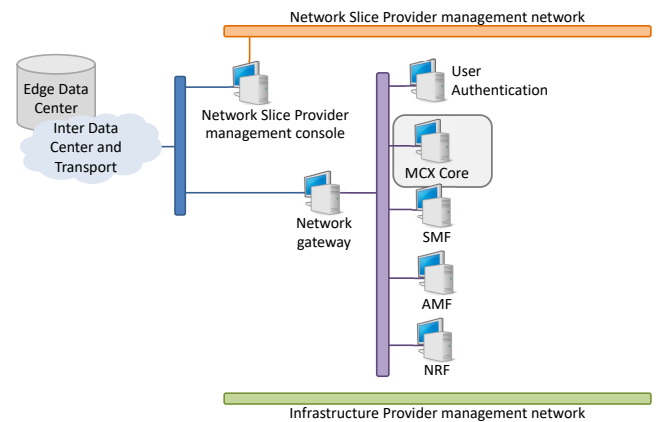 Network Slice Provider management network
Edge Data
Center
Inter Data
Center and
Transport
Network Slice Provider
management console
User
Authentication
MCX Core
Network
gateway
SMF
AMF
NRF
Infrastructure Provider management network